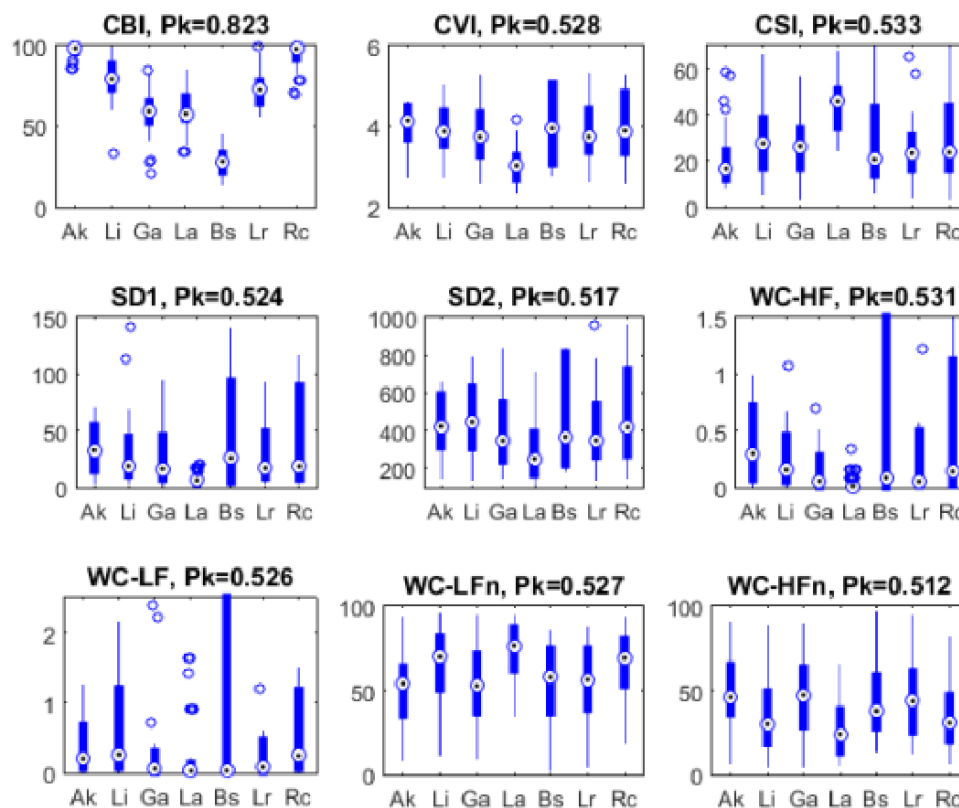 CBI, Pk=0.823
100
50
0
Ak Li Ga La Bs Lr Rc
CVI, Pk=0.528
6
4
2
Ak Li Ga La Bs Lr Rc
CSI, Pk=0.533
60
40
20
0
Ak Li Ga La Bs Lr Rc
SD1, Pk=0.524
150
100
50
0
Ak Li Ga La Bs Lr Rc
SD2, Pk=0.517
1000
800
600
400
200
Ak Li Ga La Bs Lr Rc
WC-HF, Pk=0.531
1.5
1
0.5
0
Ak Li Ga La Bs Lr Rc
WC-LF, Pk=0.526
2
1
0
Ak Li Ga La Bs Lr Rc
WC-LFn, Pk=0.527
100
50
0
Ak Li Ga La Bs Lr Rc
WC-HFn, Pk=0.512
100
50
0
Ak Li Ga La Bs Lr Rc